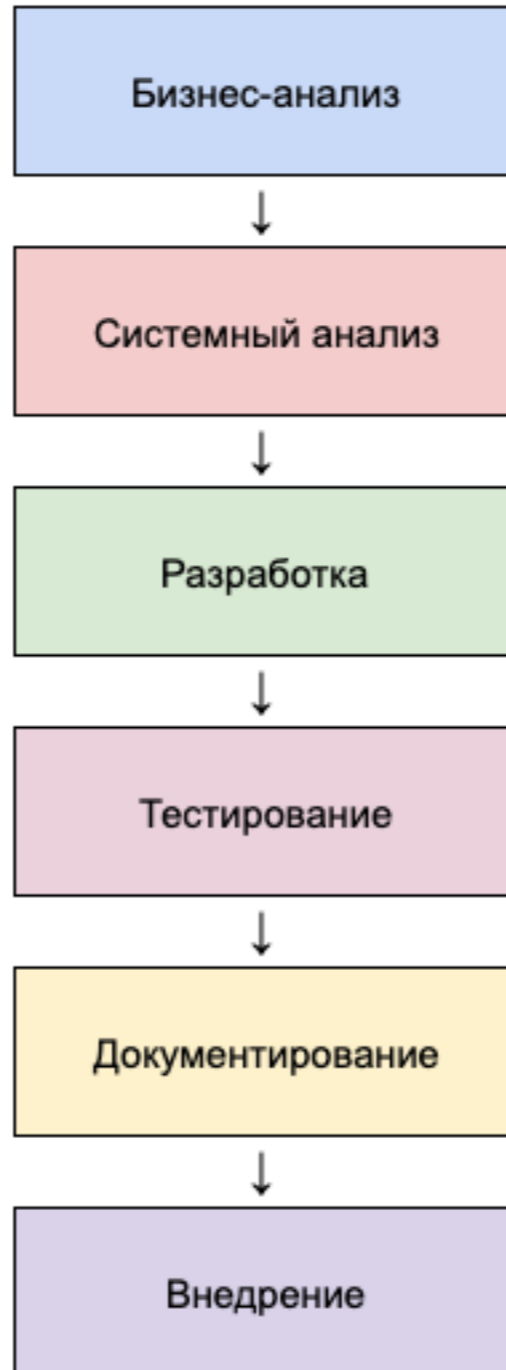 Бизнес-анализ
Системный анализ
Разработка
Тестирование
Документирование
Внедрение